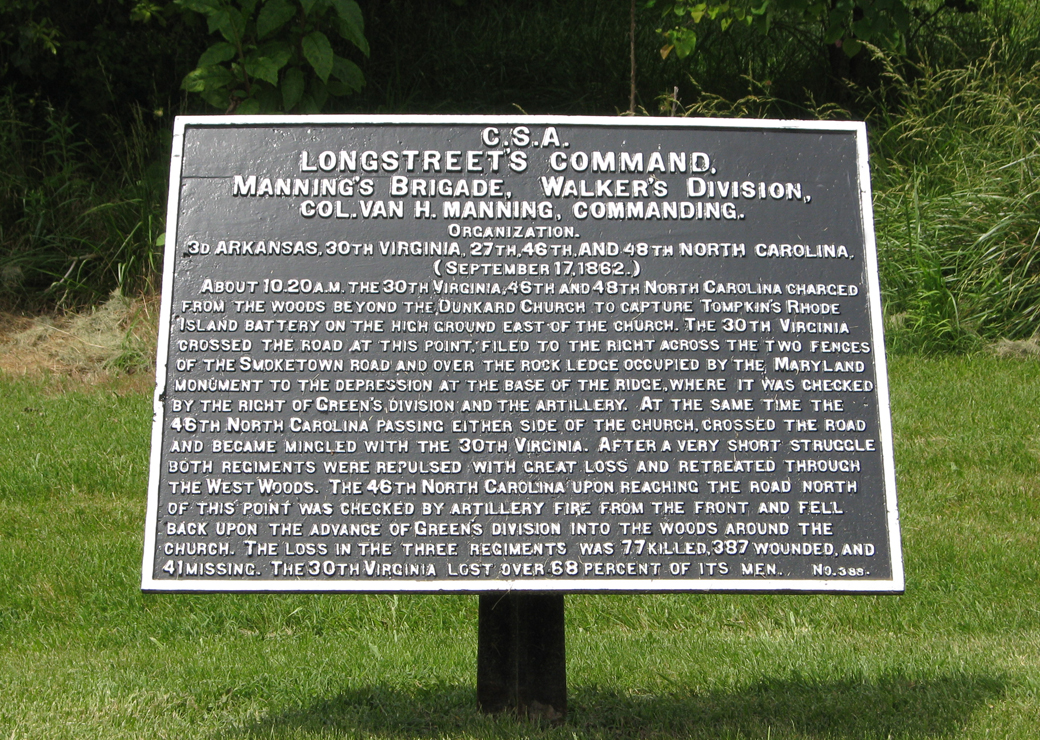 C.S.A.
LONGSTREET'S COMMAND,
MANNING'S BRIGADE, WALKER'S DIVISION,
COL. VAN H. MANNING, COMMANDING.
ORGANIZATION.
3D ARKANSAS, 30TH VIRGINIA, 27TH, 46TH, AND 48TH NORTH CAROLINA.
(SEPTEMBER 17, 1862.)
ABOUT 10.20 A.M. THE 30TH VIRGINIA, 46TH AND 48TH NORTH CAROLINA CHARGED
FROM THE WOODS BEYOND THE DUNKARD CHURCH TO CAPTURE TOMPKIN'S RHODE
ISLAND BATTERY ON THE HIGH GROUND EAST OF THE CHURCH. THE 30TH VIRGINIA
CROSSED THE ROAD AT THIS POINT, FILED TO THE RIGHT ACROSS THE TWO FENCES
OF THE SMOKETOWN ROAD AND OVER THE ROCK LEDGE OCCUPIED BY THE MARYLAND
MONUMENT TO THE DEPRESSION AT THE BASE OF THE RIDGE, WHERE IT WAS CHECKED
BY THE RIGHT OF GREEN'S DIVISION AND THE ARTILLERY. AT THE SAME TIME THE
46TH NORTH CAROLINA PASSING EITHER SIDE OF THE CHURCH, CROSSED THE ROAD
AND BECAME MINGLED WITH THE 30TH VIRGINIA. AFTER A VERY SHORT STRUGGLE
BOTH REGIMENTS WERE REPULSED WITH GREAT LOSS AND RETREATED THROUGH
THE WEST WOODS. THE 46TH NORTH CAROLINA UPON REACHING THE ROAD NORTH
OF THIS POINT WAS CHECKED BY ARTILLERY FIRE FROM THE FRONT AND FELL
BACK UPON THE ADVANCE OF GREEN'S DIVISION INTO THE WOODS AROUND THE
CHURCH. THE LOSS IN THE THREE REGIMENTS WAS 77 KILLED, 387 WOUNDED, AND
41 MISSING. THE 30TH VIRGINIA LOST OVER 68 PERCENT OF ITS MEN. NO. 388.